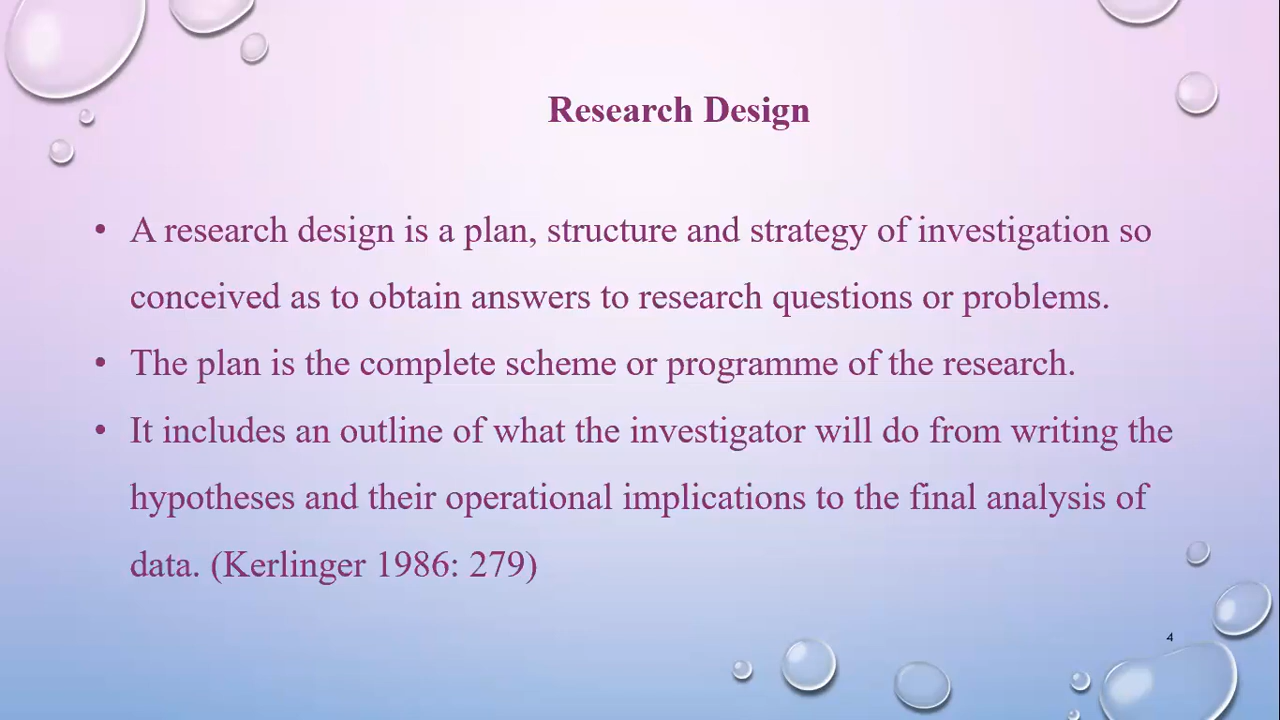 Research Design
• A research design is a plan, structure and strategy of investigation so
conceived as to obtain answers to research questions or problems.
• The plan is the complete scheme or programme of the research.
• It includes an outline of what the investigator will do from writing the
hypotheses and their operational implications to the final analysis of
data. (Kerlinger 1986: 279)
4